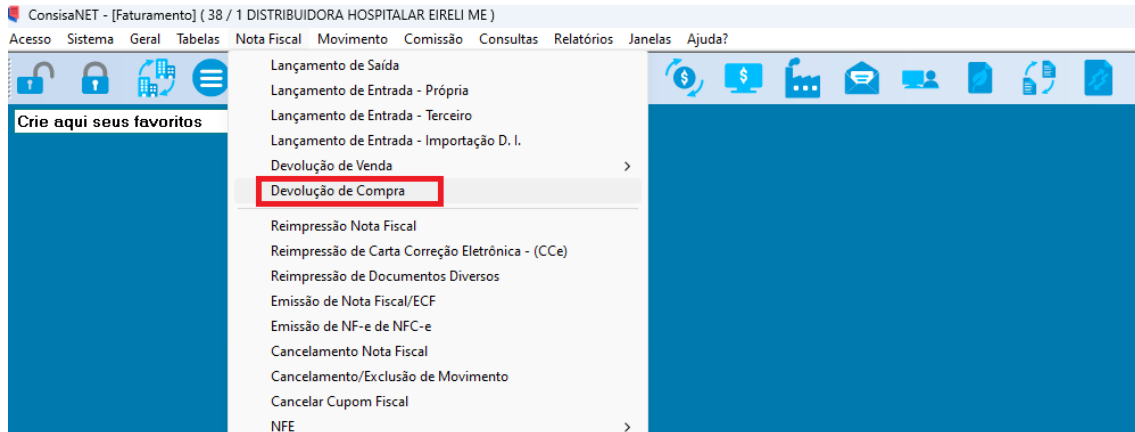 ConsisaNET - [Faturamento] ( 38 / 1 DISTRIBUIDORA HOSPITALAR EIRELI ME )
Acesso Sistema Geral Tabelas Nota Fiscal Movimento Comissão Consultas Relatórios Janelas Ajuda?
Crie aqui seus favoritos
Lançamento de Saída
Lançamento de Entrada - Própria
Lançamento de Entrada - Terceiro
Lançamento de Entrada - Importação D. I.
Devolução de Venda
Devolução de Compra
Reimpressão Nota Fiscal
Reimpressão de Carta Correção Eletrônica - (CCe)
Reimpressão de Documentos Diversos
Emissão de Nota Fiscal/ECF
Emissão de NF-e de NFC-e
Cancelamento Nota Fiscal
Cancelamento/Exclusão de Movimento
Cancelar Cupom Fiscal
NFE